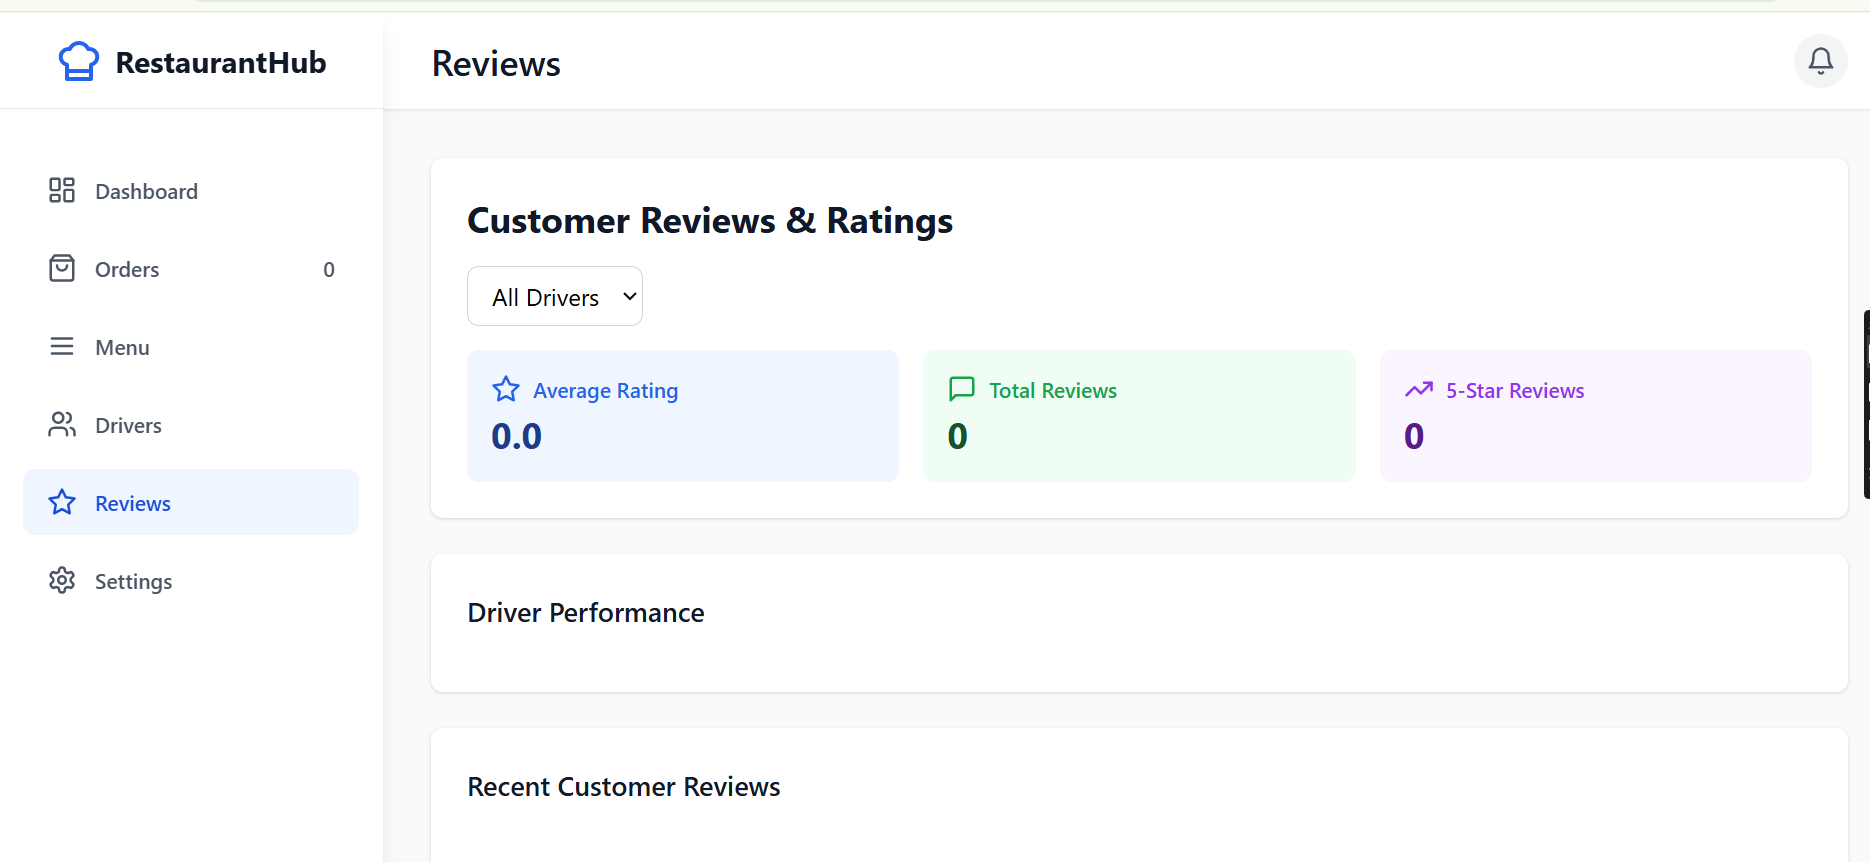 RestaurantHub
Reviews
Dashboard
Orders 0
Menu
Drivers
Reviews
Settings
Customer Reviews & Ratings
All Drivers
Average Rating
0.0
Total Reviews
0
5-Star Reviews
0
Driver Performance
Recent Customer Reviews